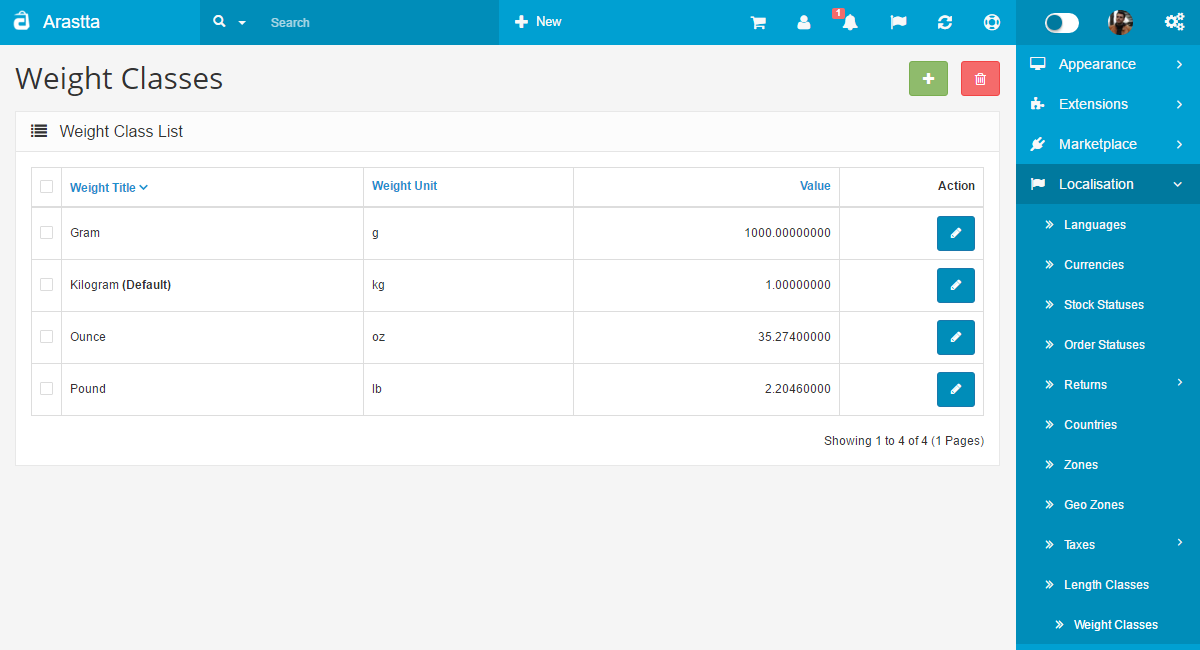 Arastta
Search
New
1
Weight Classes
Weight Class List
Weight Title Weight Unit Value Action
Gram g 1000.00000000
Kilogram (Default) kg 1.00000000
Ounce oz 35.27400000
Pound lb 2.20460000
Showing 1 to 4 of 4 (1 Pages)
Appearance
Extensions
Marketplace
Localisation
Languages
Currencies
Stock Statuses
Order Statuses
Returns
Countries
Zones
Geo Zones
Taxes
Length Classes
Weight Classes